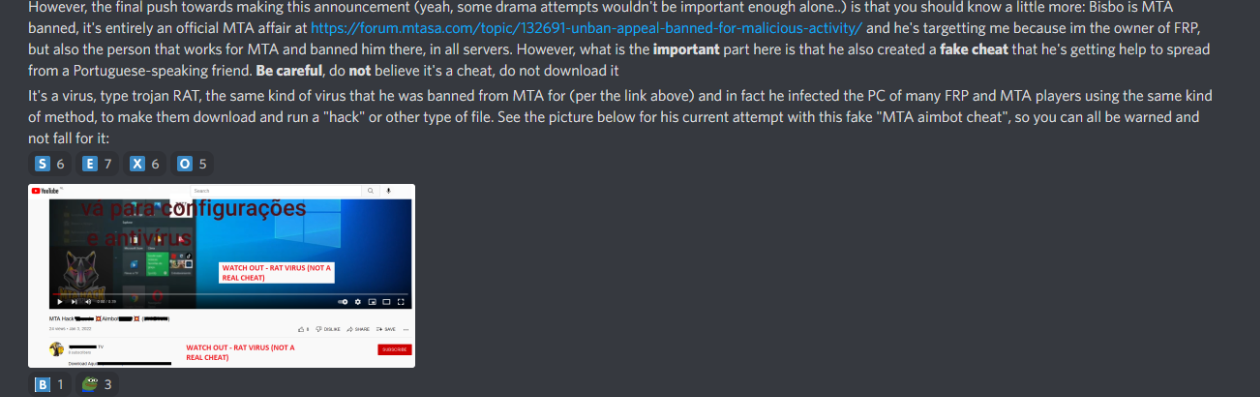 However, the final push towards making this announcement (yeah, some drama attempts wouldn't be important enough alone..) is that you should know a little more: Bisbo is MTA
banned, it's entirely an official MTA affair at https://forum.mtasa.com/topic/132691-unban-appeal-banned-for-malicious-activity/ and he's targetting me because im the owner of FRP,
but also the person that works for MTA and banned him there, in all servers. However, what is the important part here is that he also created a fake cheat that he's getting help to spread
from a Portuguese-speaking friend. Be careful, do not believe it's a cheat, do not download it
It's a virus, type trojan RAT, the same kind of virus that he was banned from MTA for (per the link above) and in fact he infected the PC of many FRP and MTA players using the same kind
of method, to make them download and run a "hack" or other type of file. See the picture below for his current attempt with this fake "MTA aimbot cheat", so you can all be warned and
not fall for it:
S 6 E 7 X 6 O 5
YouTube
Search
vá para configurações
e antivírus
WATCH OUT - RAT VIRUS (NOT A
REAL CHEAT)
MTA Hack Aimbot
24 views • Jan 3, 2022
DISLIKE SHARE SAVE
TV
WATCH OUT - RAT VIRUS (NOT A
REAL CHEAT)
SUBSCRIBE
Download
B 1 3